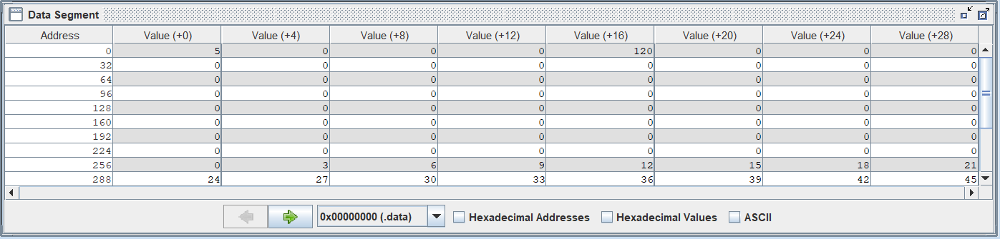 Data Segment
Address Value (+0) Value (+4) Value (+8) Value (+12) Value (+16) Value (+20) Value (+24) Value (+28)
0 5 0 0 0 120 0 0 0
32 0 0 0 0 0 0 0 0
64 0 0 0 0 0 0 0 0
96 0 0 0 0 0 0 0 0
128 0 0 0 0 0 0 0 0
160 0 0 0 0 0 0 0 0
192 0 0 0 0 0 0 0 0
224 0 0 0 0 0 0 0 0
256 0 3 6 9 12 15 18 21
288 24 27 30 33 36 39 42 45
0x00000000 (.data) Hexadecimal Addresses Hexadecimal Values ASCII